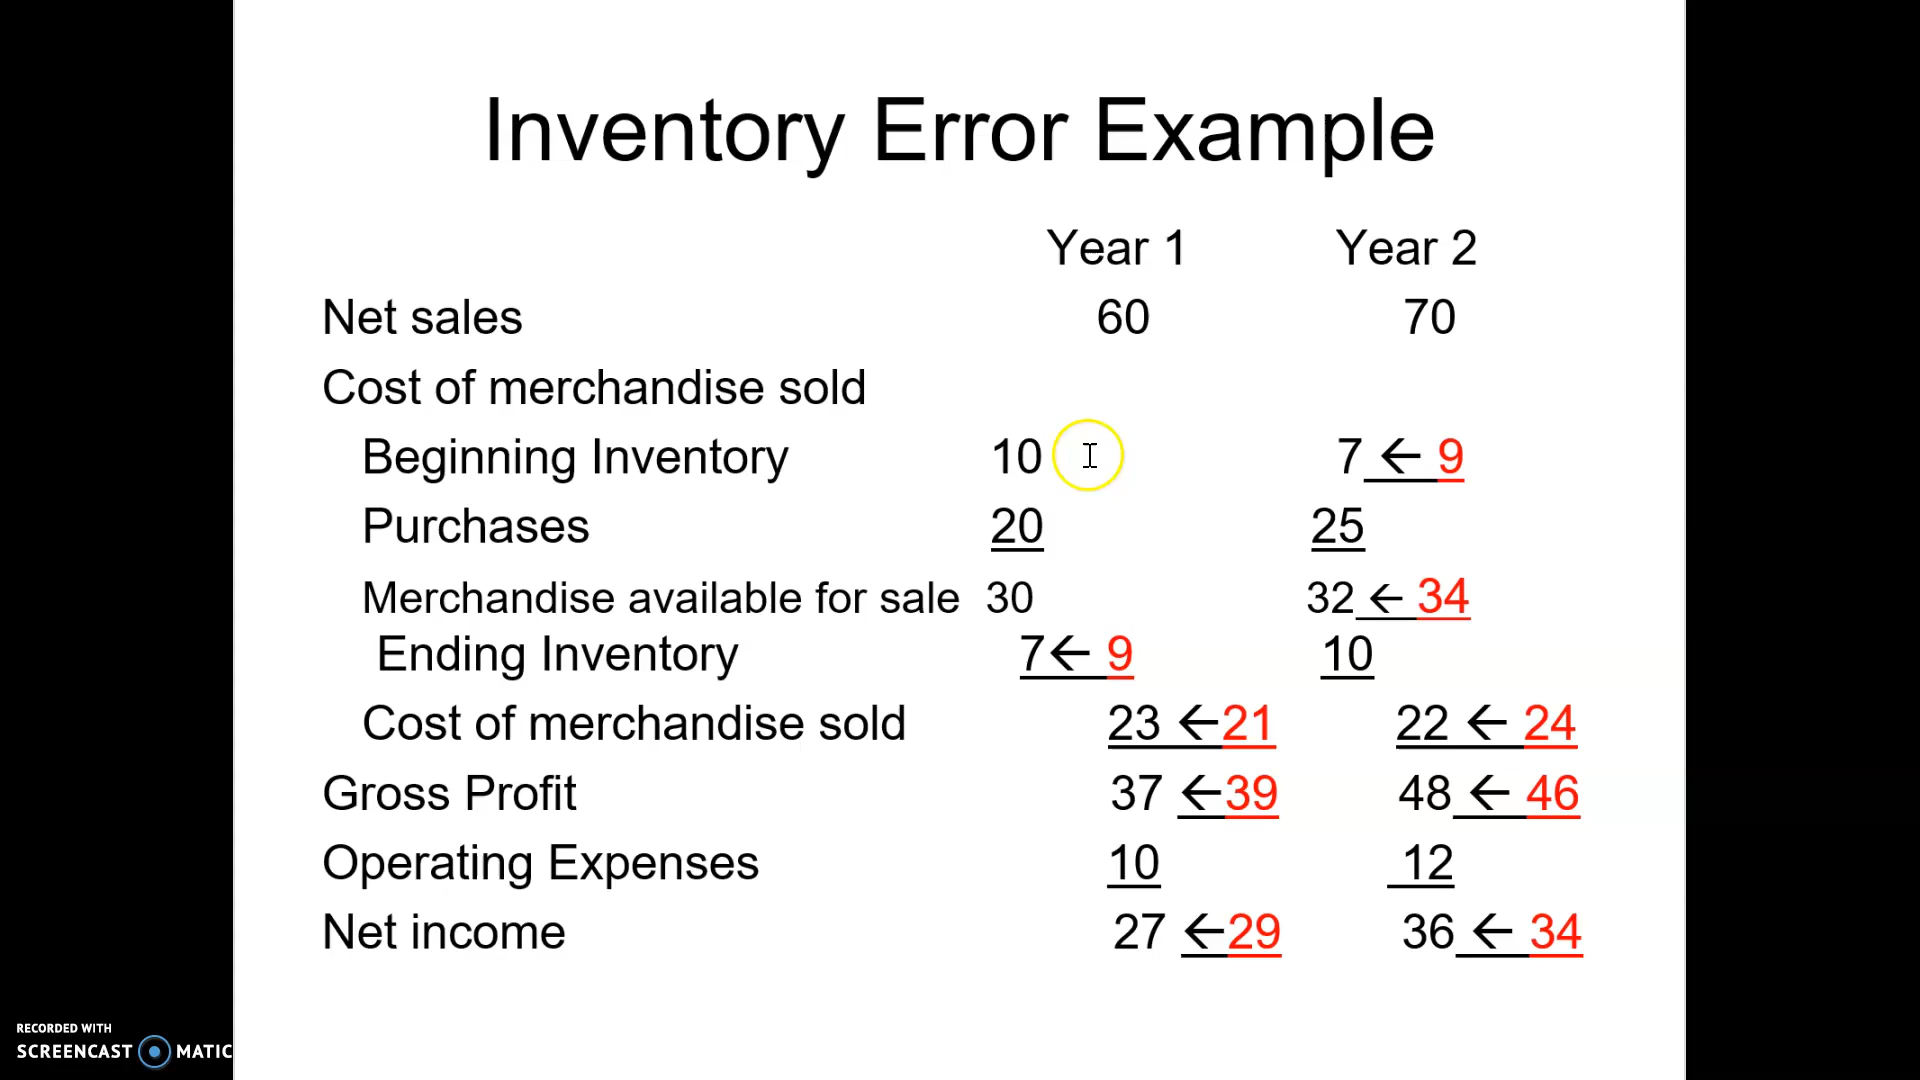 Inventory Error Example
Year 1 Year 2
Net sales 60 70
Cost of merchandise sold
Beginning Inventory 10 7 ← 9
Purchases 20 25
Merchandise available for sale 30 32 ← 34
Ending Inventory 7← 9 10
Cost of merchandise sold 23 ←21 22 ← 24
Gross Profit 37 ←39 48 ← 46
Operating Expenses 10 12
Net income 27 ←29 36 ← 34
RECORDED WITH
SCREENCAST MATIC